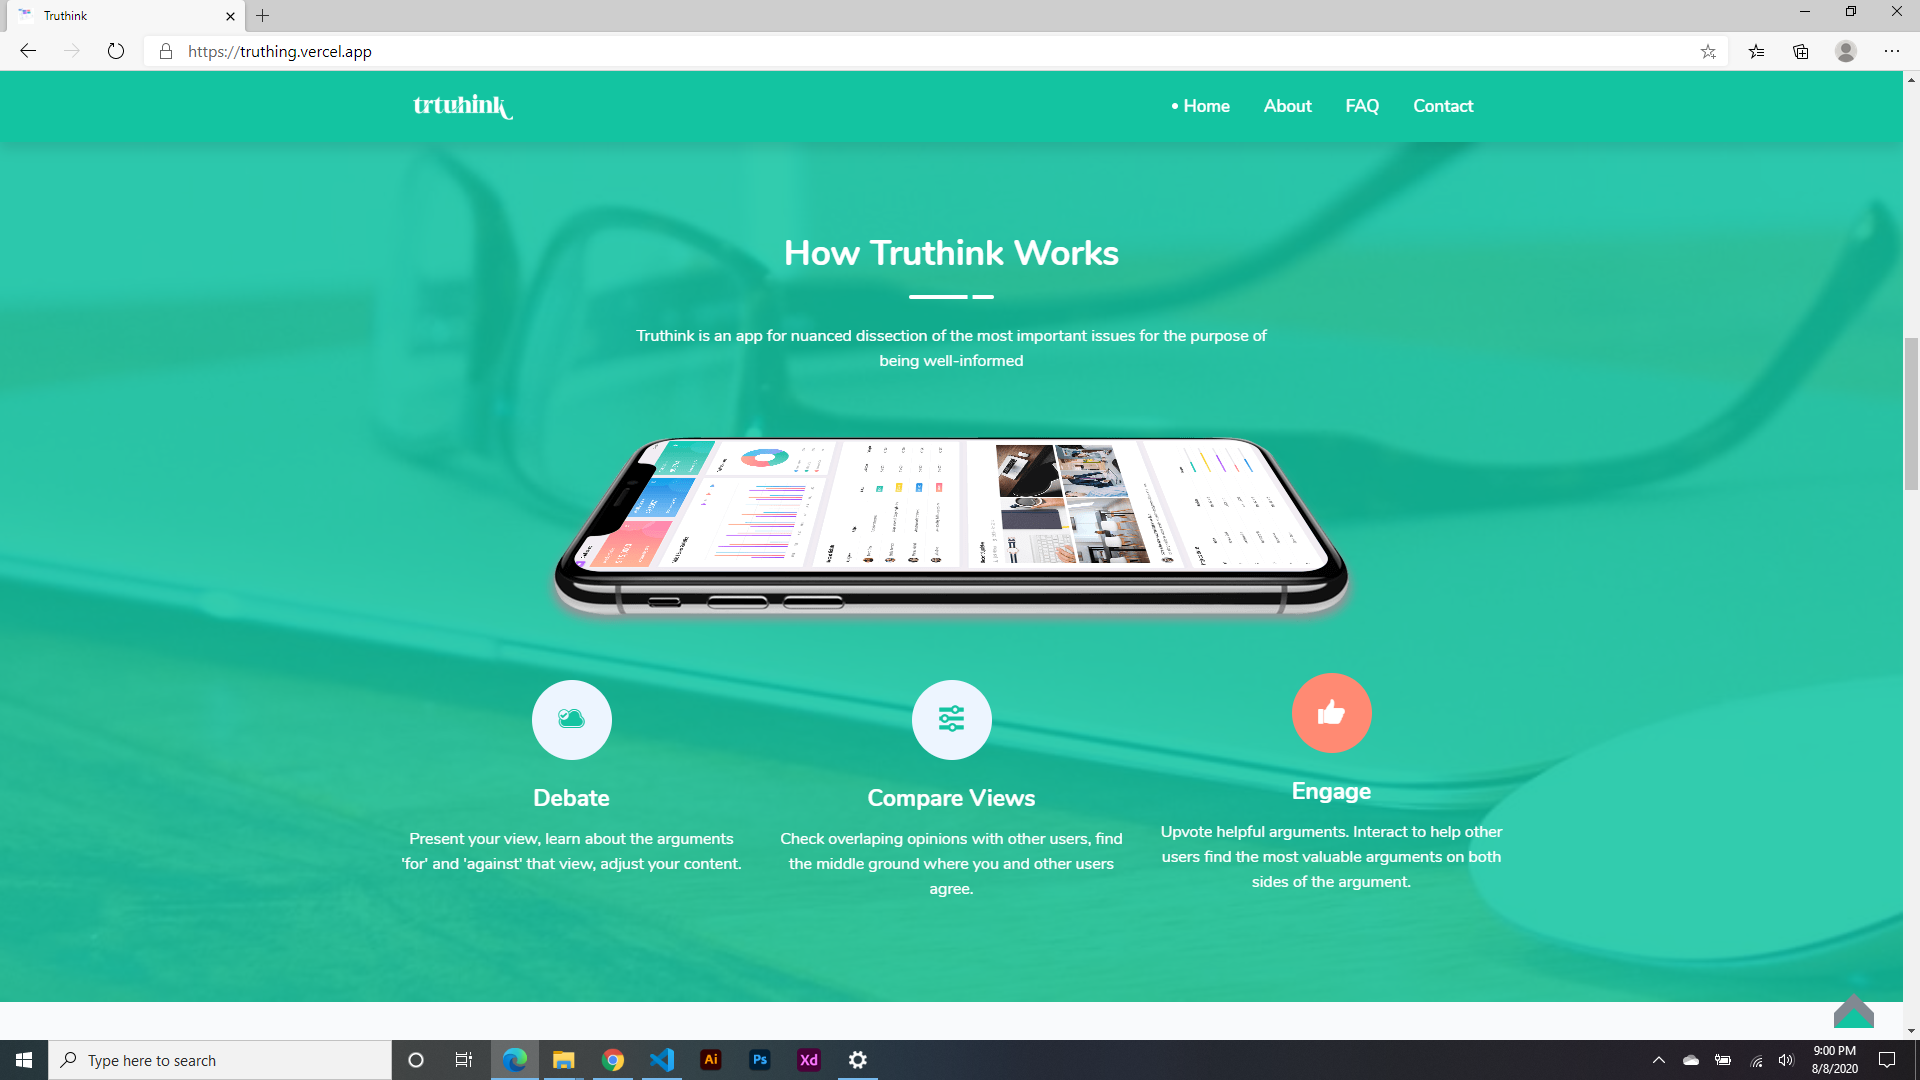 Truthink
https://truthing.vercel.app
trtuhink
• Home About FAQ Contact
How Truthink Works
Truthink is an app for nuanced dissection of the most important issues for the purpose of
being well-informed
Debate
Present your view, learn about the arguments
'for' and 'against' that view, adjust your content.
Compare Views
Check overlaping opinions with other users, find
the middle ground where you and other users
agree.
Engage
Upvote helpful arguments. Interact to help other
users find the most valuable arguments on both
sides of the argument.
Type here to search
Ai
Ps
Xd
9:00 PM
8/8/2020